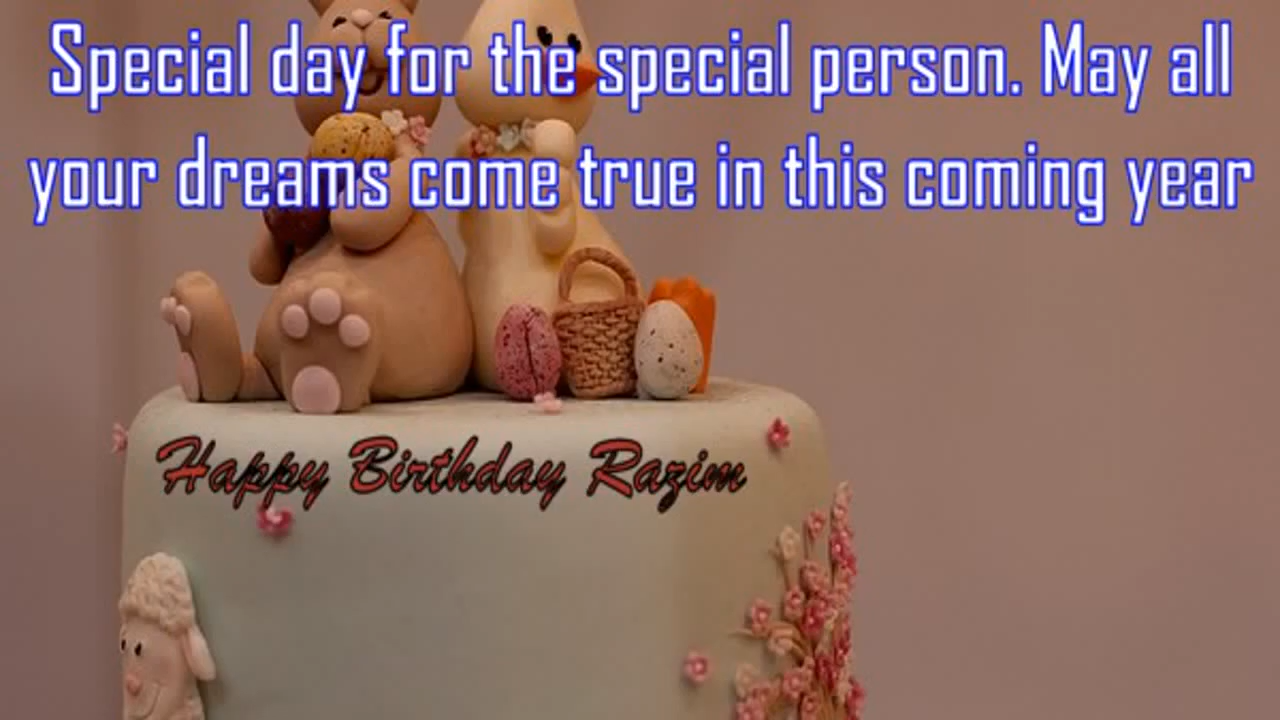 Special day for the special person. May all
your dreams come true in this coming year
Happy Birthday Razim